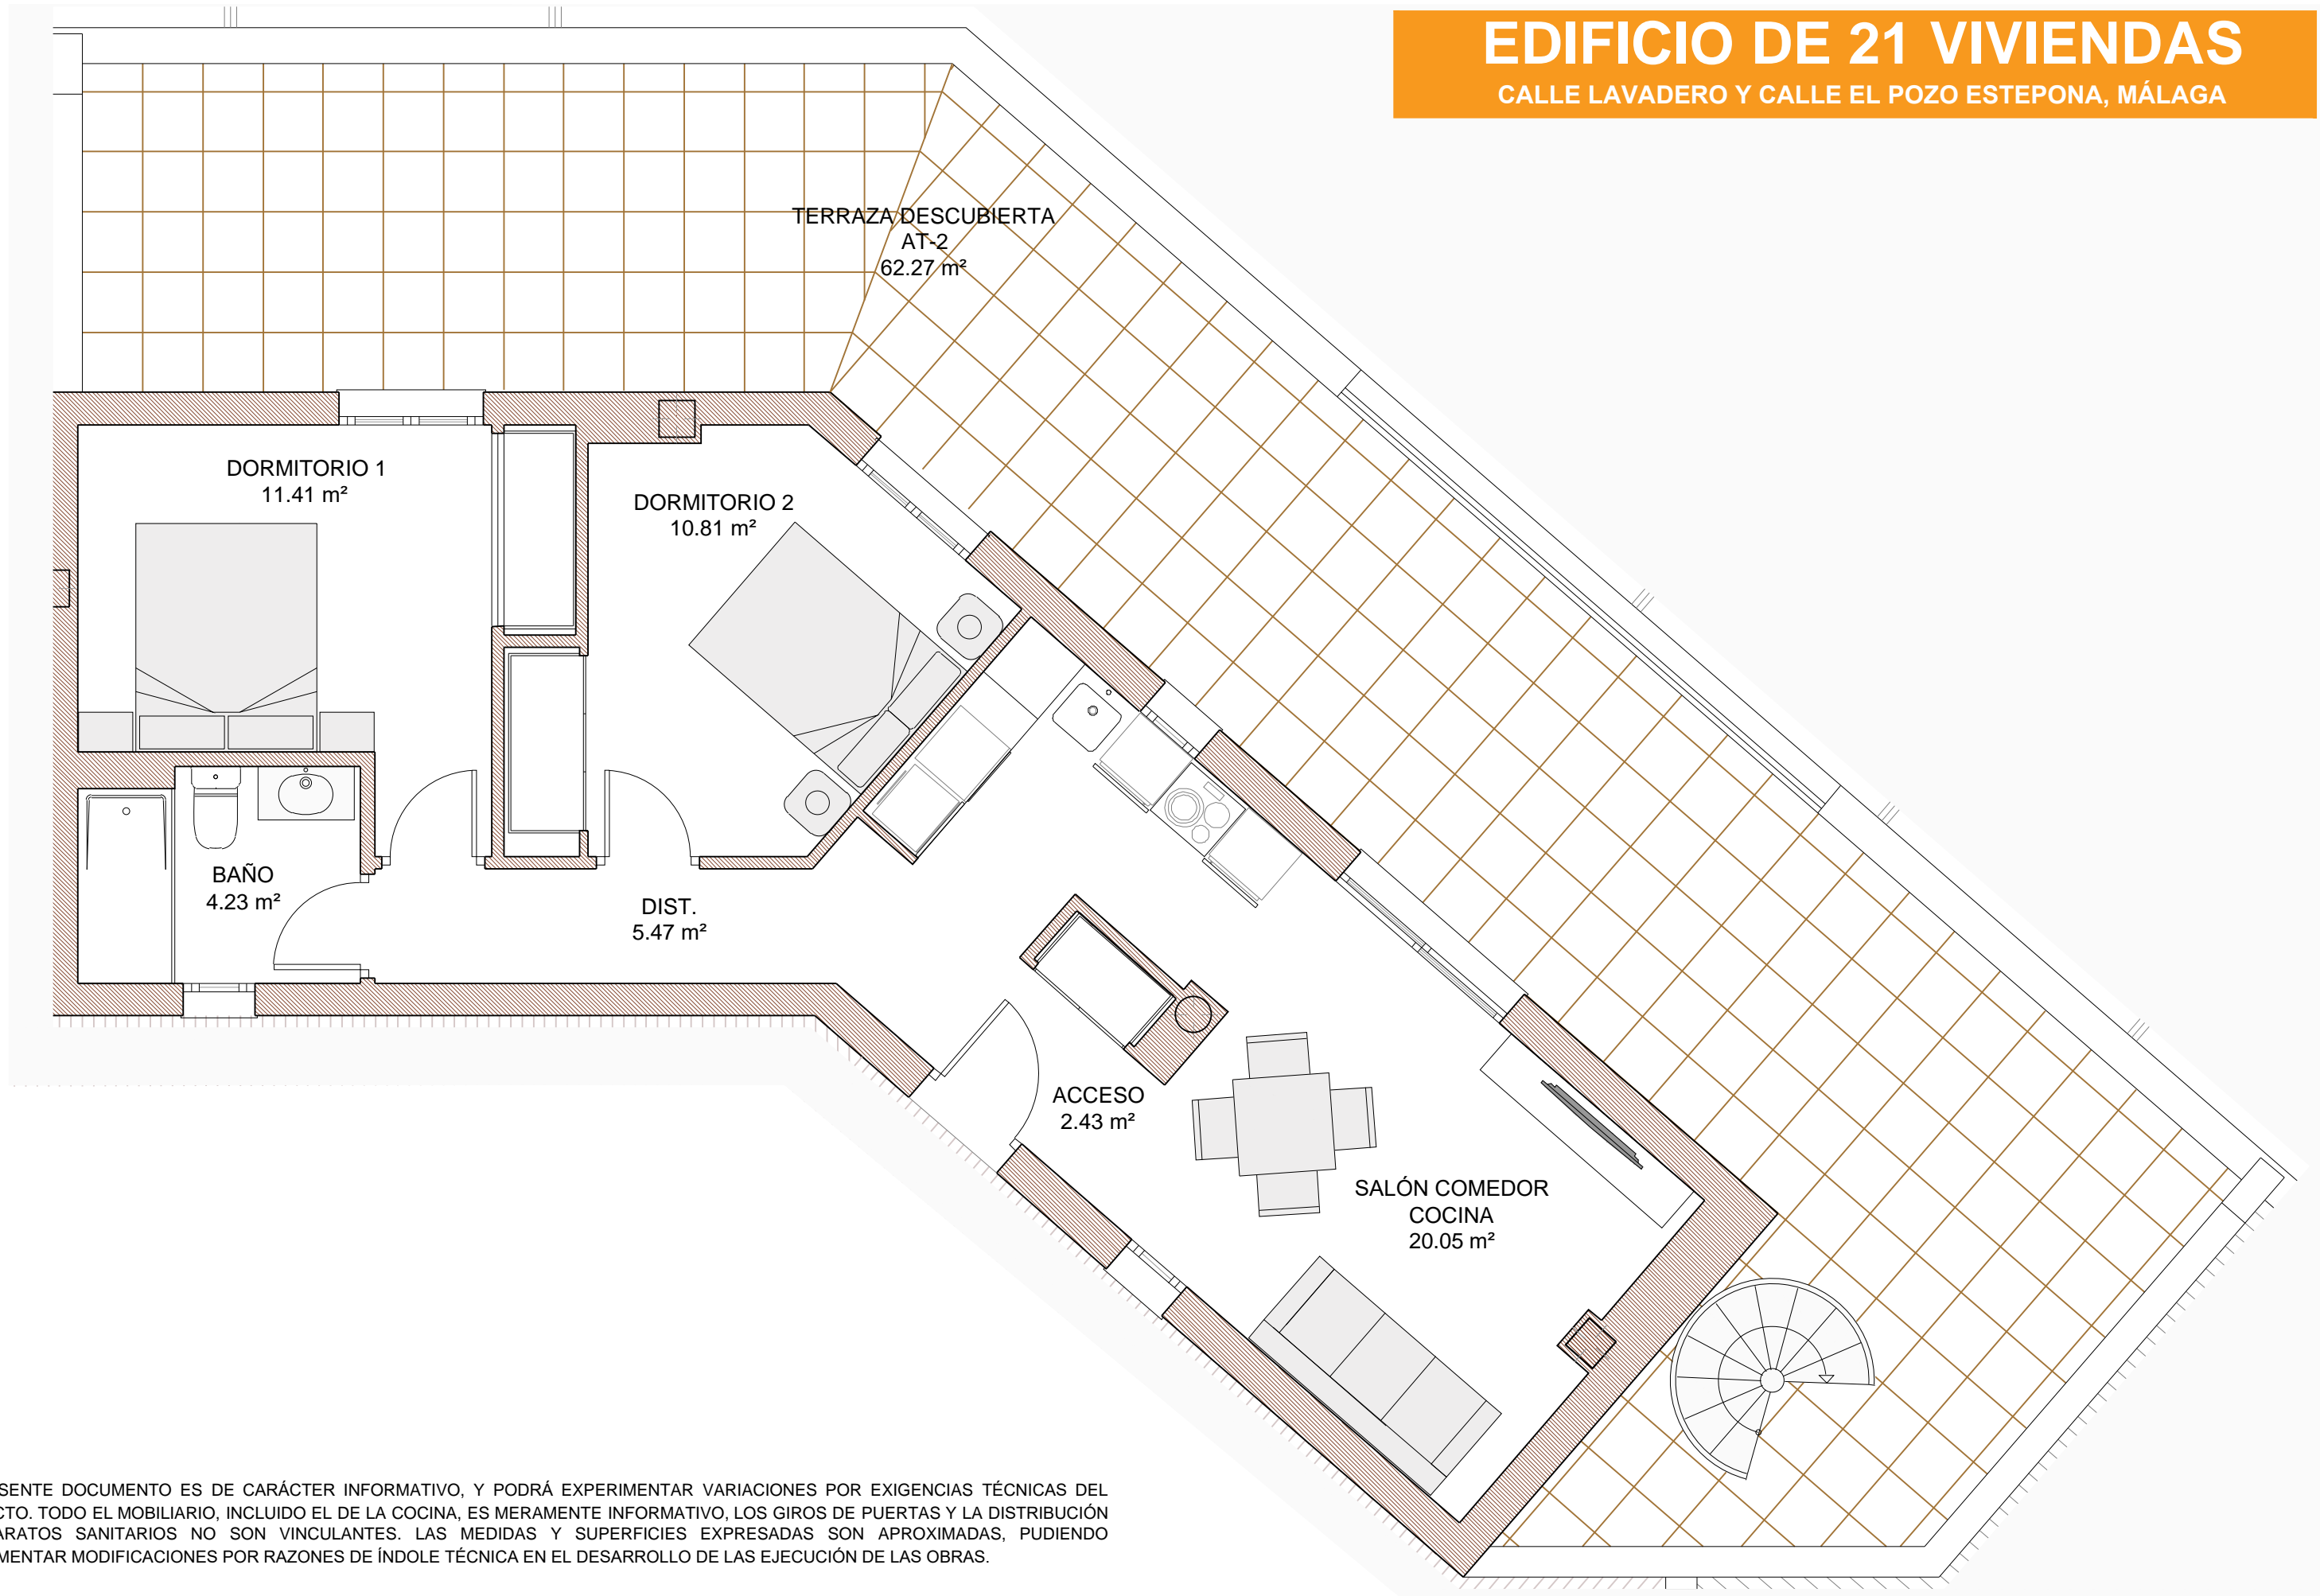 EDIFICIO DE 21 VIVIENDAS
CALLE LAVADERO Y CALLE EL POZO ESTEPONA, MÁLAGA
TERRAZA DESCUBIERTA
AT-2
62.27 m²
DORMITORIO 1
11.41 m²
DORMITORIO 2
10.81 m²
BAÑO
4.23 m²
DIST.
5.47 m²
ACCESO
2.43 m²
SALÓN COMEDOR
COCINA
20.05 m²
SENTE DOCUMENTO ES DE CARÁCTER INFORMATIVO, Y PODRÁ EXPERIMENTAR VARIACIONES POR EXIGENCIAS TÉCNICAS DEL
CTO. TODO EL MOBILIARIO, INCLUIDO EL DE LA COCINA, ES MERAMENTE INFORMATIVO, LOS GIROS DE PUERTAS Y LA DISTRIBUCIÓN
ARATOS SANITARIOS NO SON VINCULANTES. LAS MEDIDAS Y SUPERFICIES EXPRESADAS SON APROXIMADAS, PUDIENDO
MENTAR MODIFICACIONES POR RAZONES DE ÍNDOLE TÉCNICA EN EL DESARROLLO DE LAS EJECUCIÓN DE LAS OBRAS.